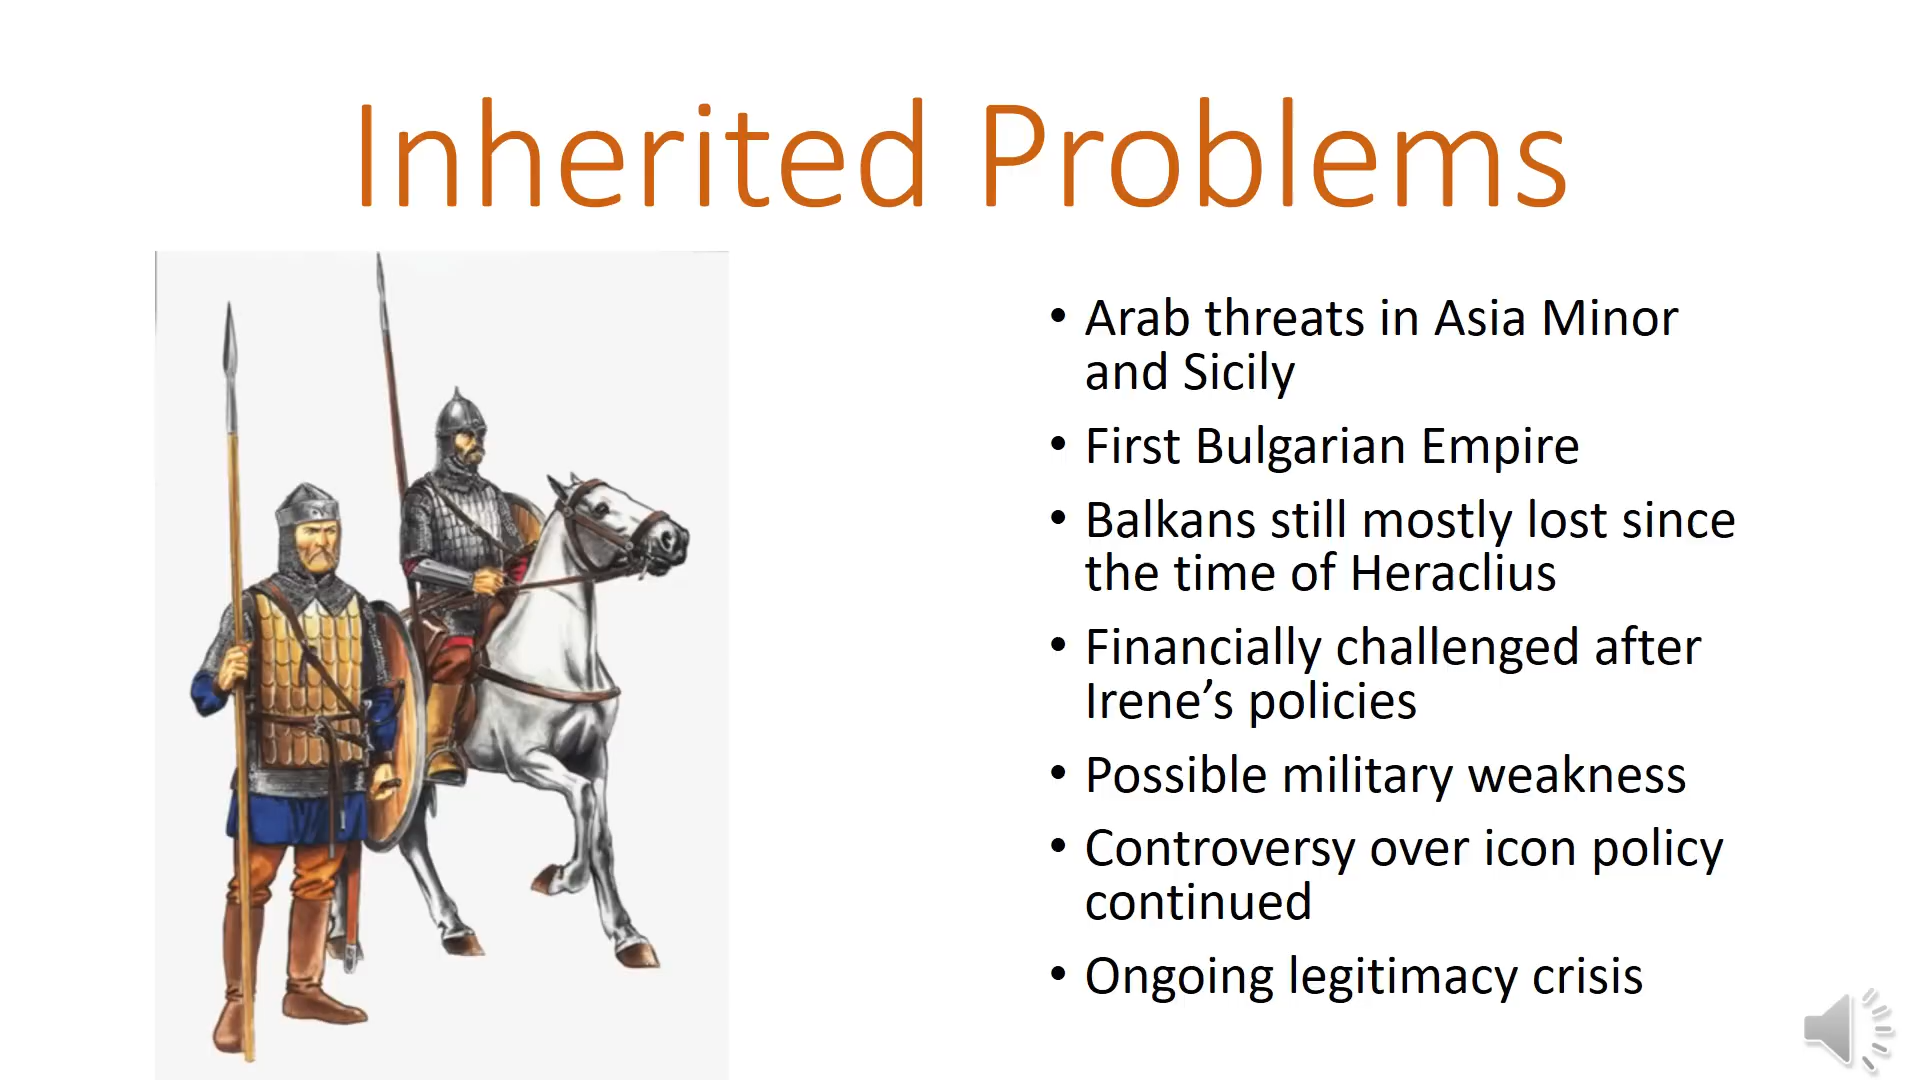 Inherited Problems
• Arab threats in Asia Minor
and Sicily
• First Bulgarian Empire
• Balkans still mostly lost since
the time of Heraclius
• Financially challenged after
Irene’s policies
• Possible military weakness
• Controversy over icon policy
continued
• Ongoing legitimacy crisis